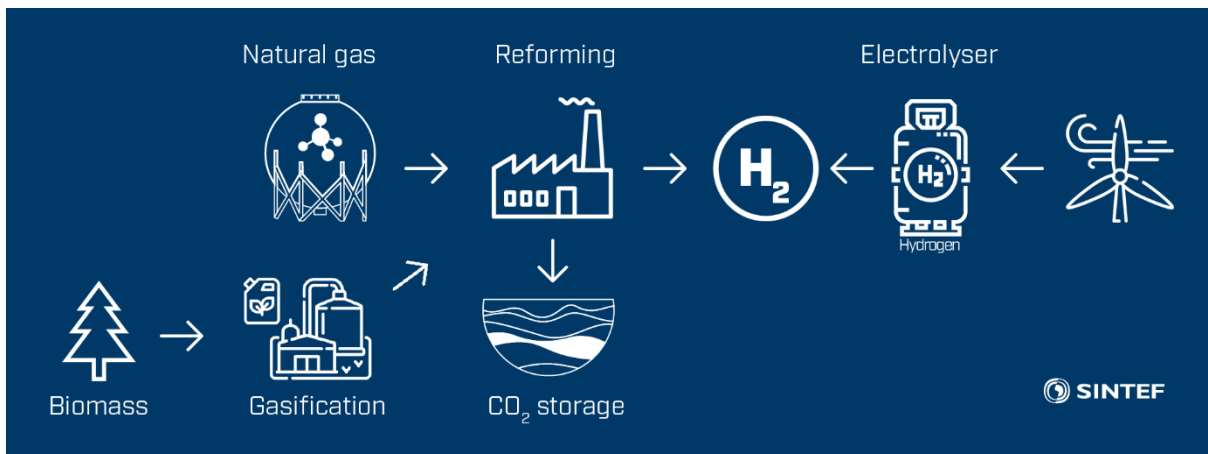 Natural gas
Reforming
Electrolyser
H₂
H₂
Hydrogen
Biomass
Gasification
CO₂ storage
SINTEF